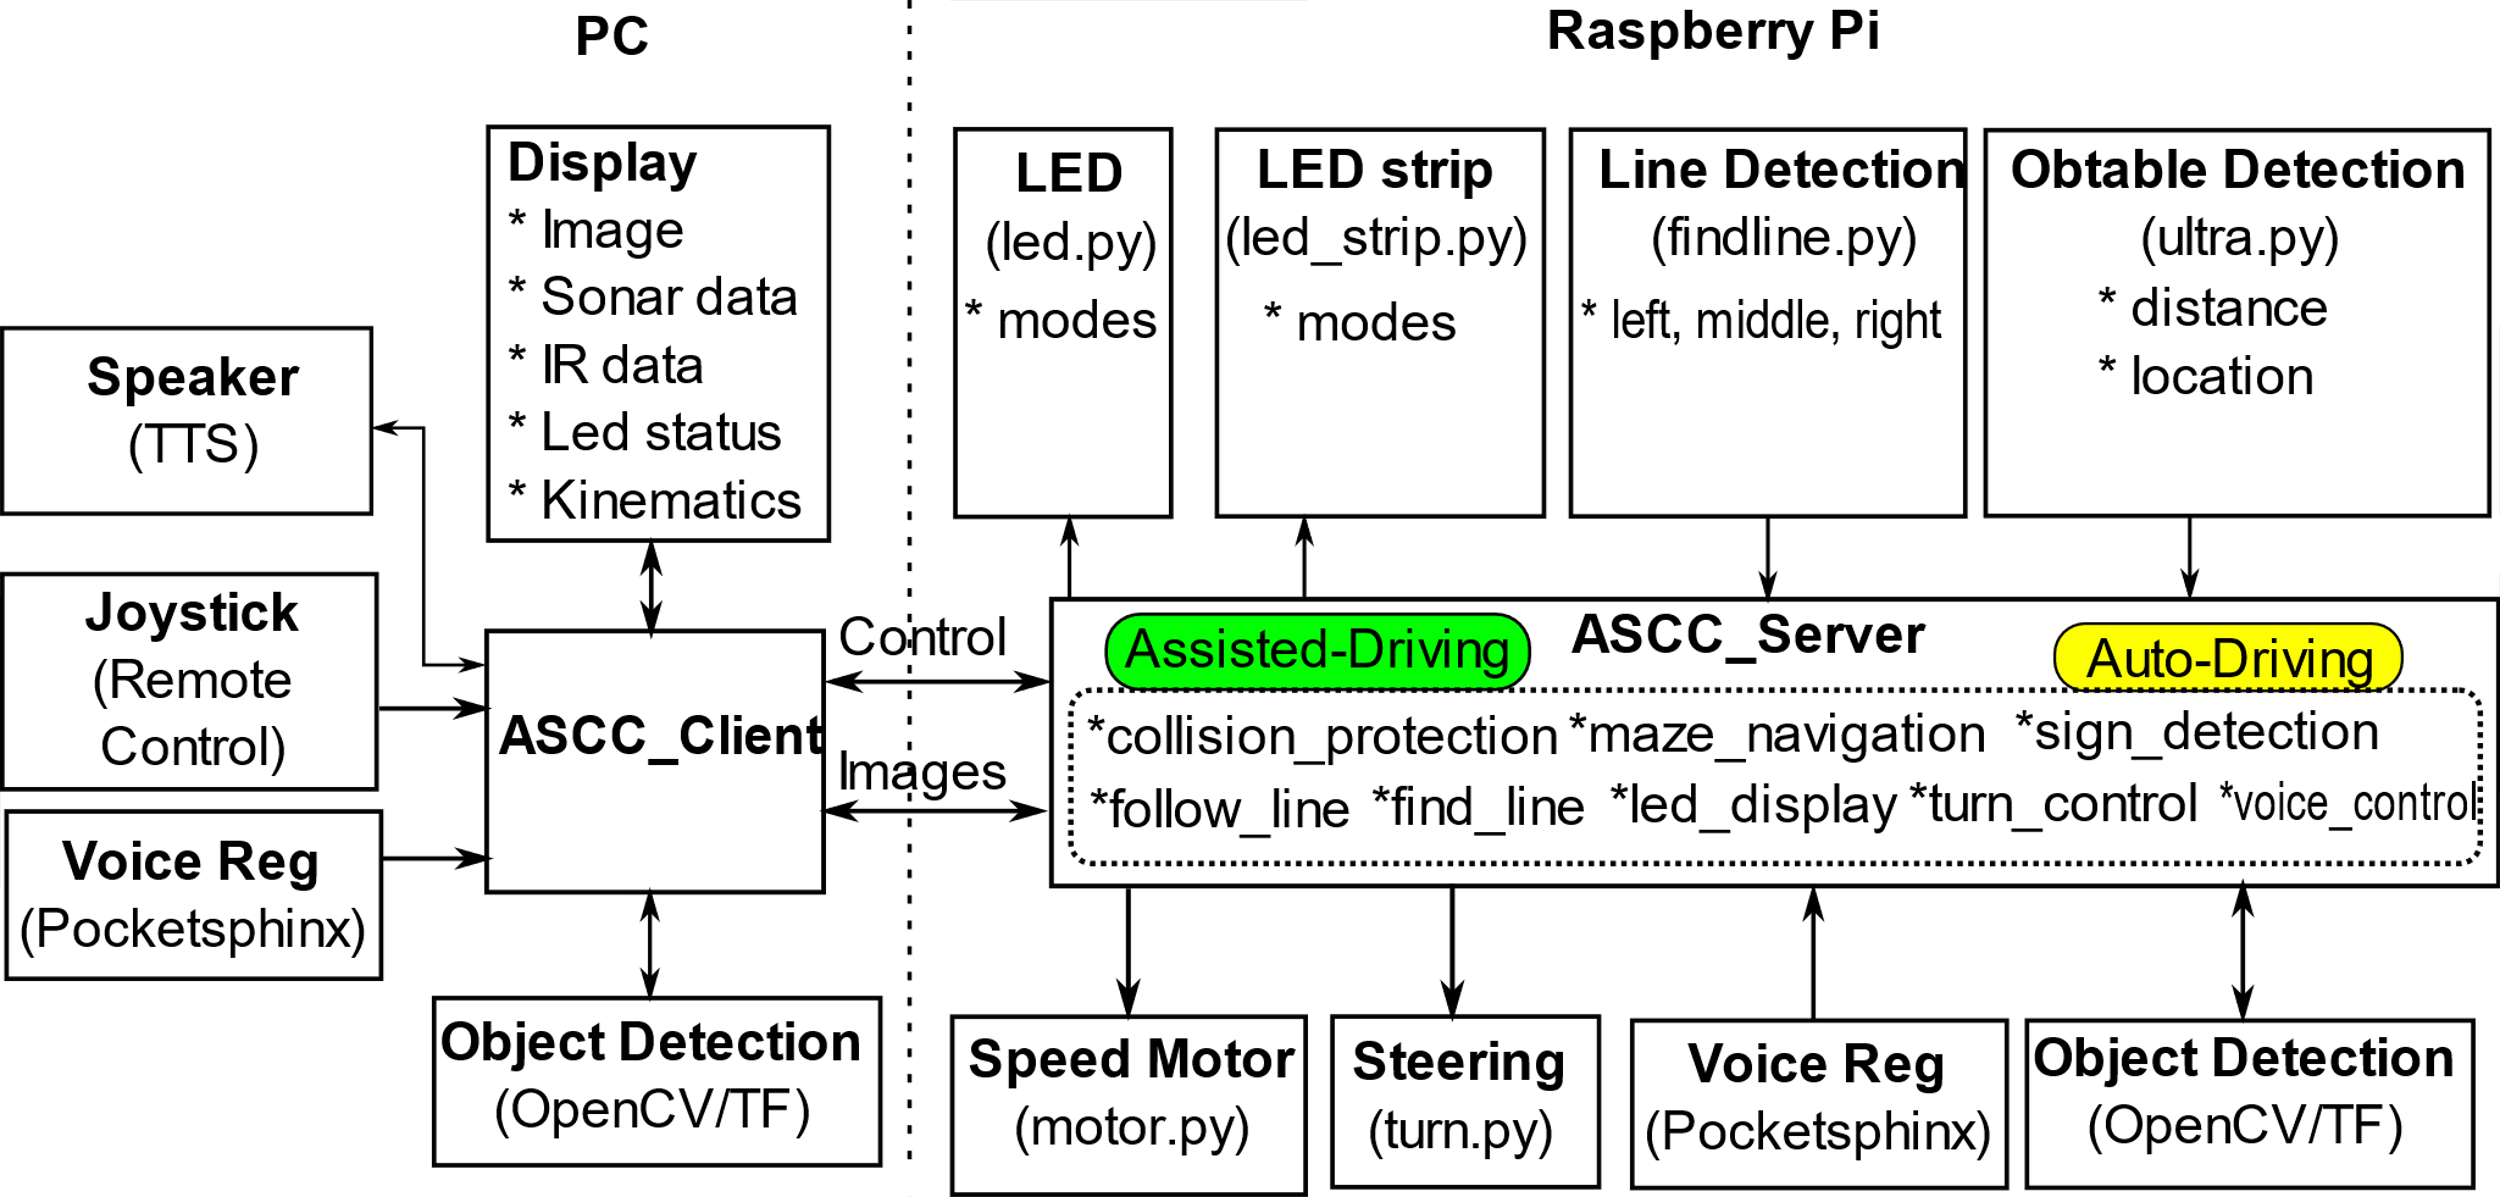 PC
Raspberry Pi
Display
* Image
* Sonar data
* IR data
* Led status
* Kinematics
LED
(led.py)
* modes
LED strip
(led_strip.py)
* modes
Line Detection
(findline.py)
* left, middle, right
Obtable Detection
(ultra.py)
* distance
* location
Speaker
(TTS)
Joystick
(Remote
Control)
Voice Reg
(Pocketsphinx)
ASCC_Client
Control
Images
Assisted-Driving
ASCC_Server
Auto-Driving
*collision_protection *maze_navigation *sign_detection
*follow_line *find_line *led_display *turn_control *voice_control
Object Detection
(OpenCV/TF)
Speed Motor
(motor.py)
Steering
(turn.py)
Voice Reg
(Pocketsphinx)
Object Detection
(OpenCV/TF)